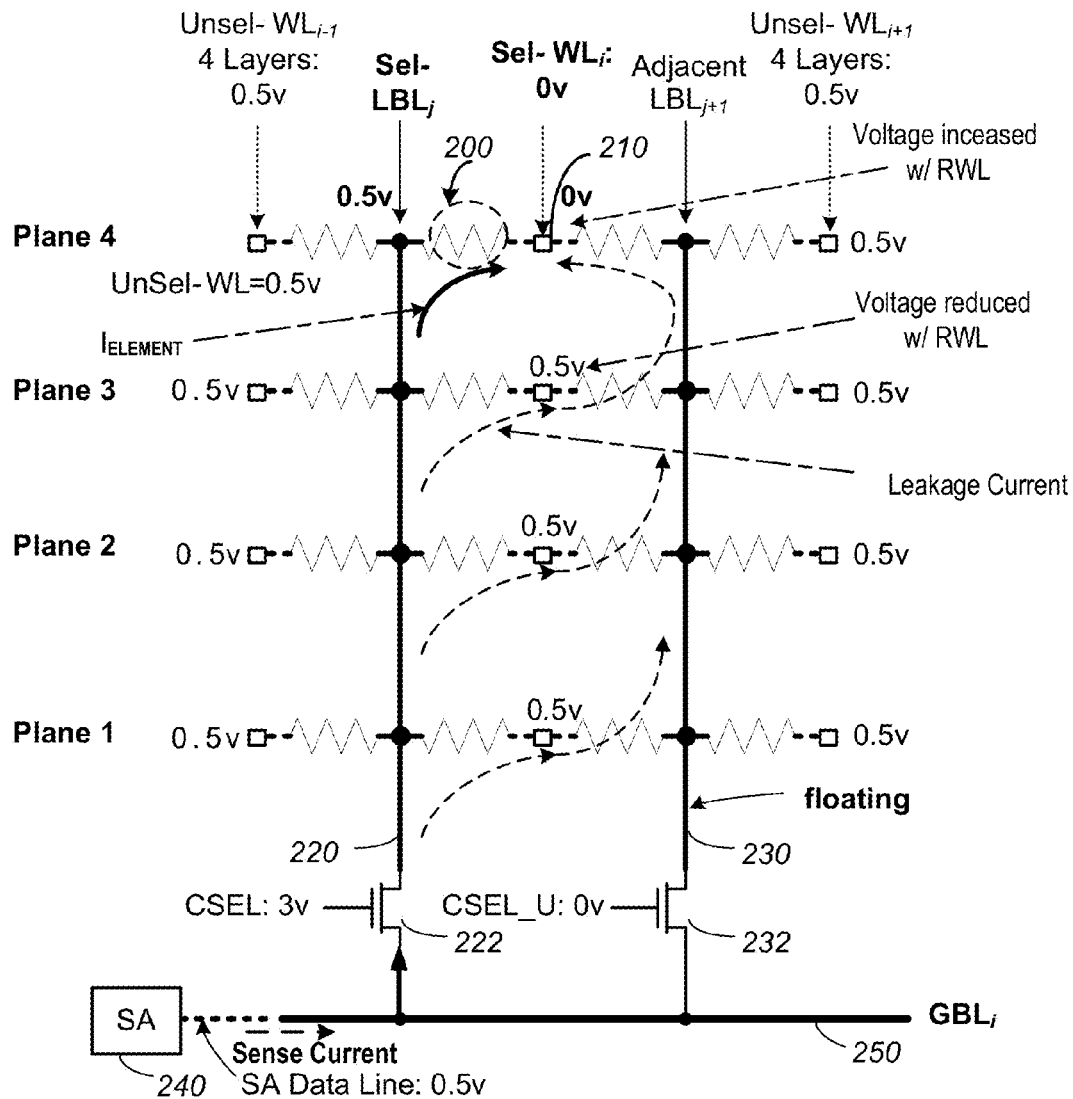 Unsel- WLi-1
4 Layers:
0.5v
Sel-
LBLj
Sel- WLi:
0v
Adjacent
LBLj+1
Unsel- WLi+1
4 Layers:
0.5v
200
210
Voltage inceased
w/ RWL
0.5v
0v
Plane 4
0.5v
UnSel- WL=0.5v
IELEMENT
Voltage reduced
w/ RWL
Plane 3
0.5v
0.5v
0.5v
Leakage Current
Plane 2
0.5v
0.5v
0.5v
Plane 1
0.5v
0.5v
0.5v
floating
220
230
CSEL: 3v
222
CSEL_U: 0v
232
SA
GBLi
Sense Current
240
SA Data Line: 0.5v
250